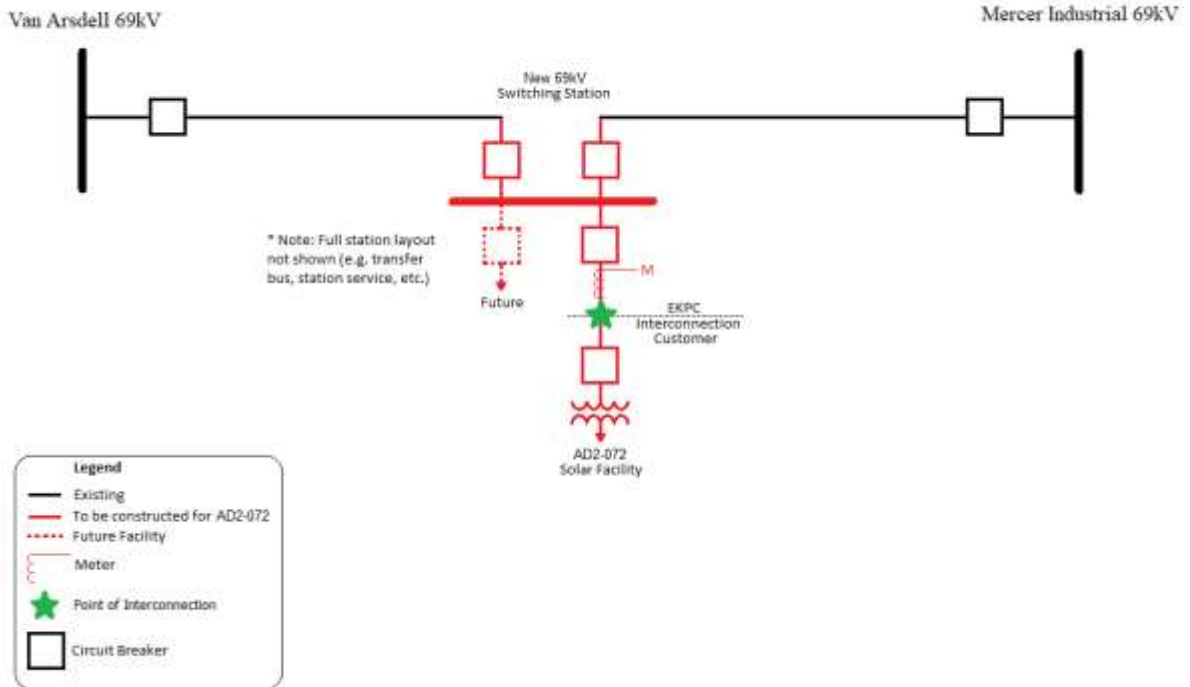 Van Arsdell 69kV
Mercer Industrial 69kV
New 69kV
Switching Station
* Note: Full station layout
not shown (e.g. transfer
bus, station service, etc.)
M
Future
EKPC
Interconnection
Customer
AD2-072
Solar Facility
Legend
Existing
To be constructed for AD2-072
Future Facility
Meter
Point of Interconnection
Circuit Breaker